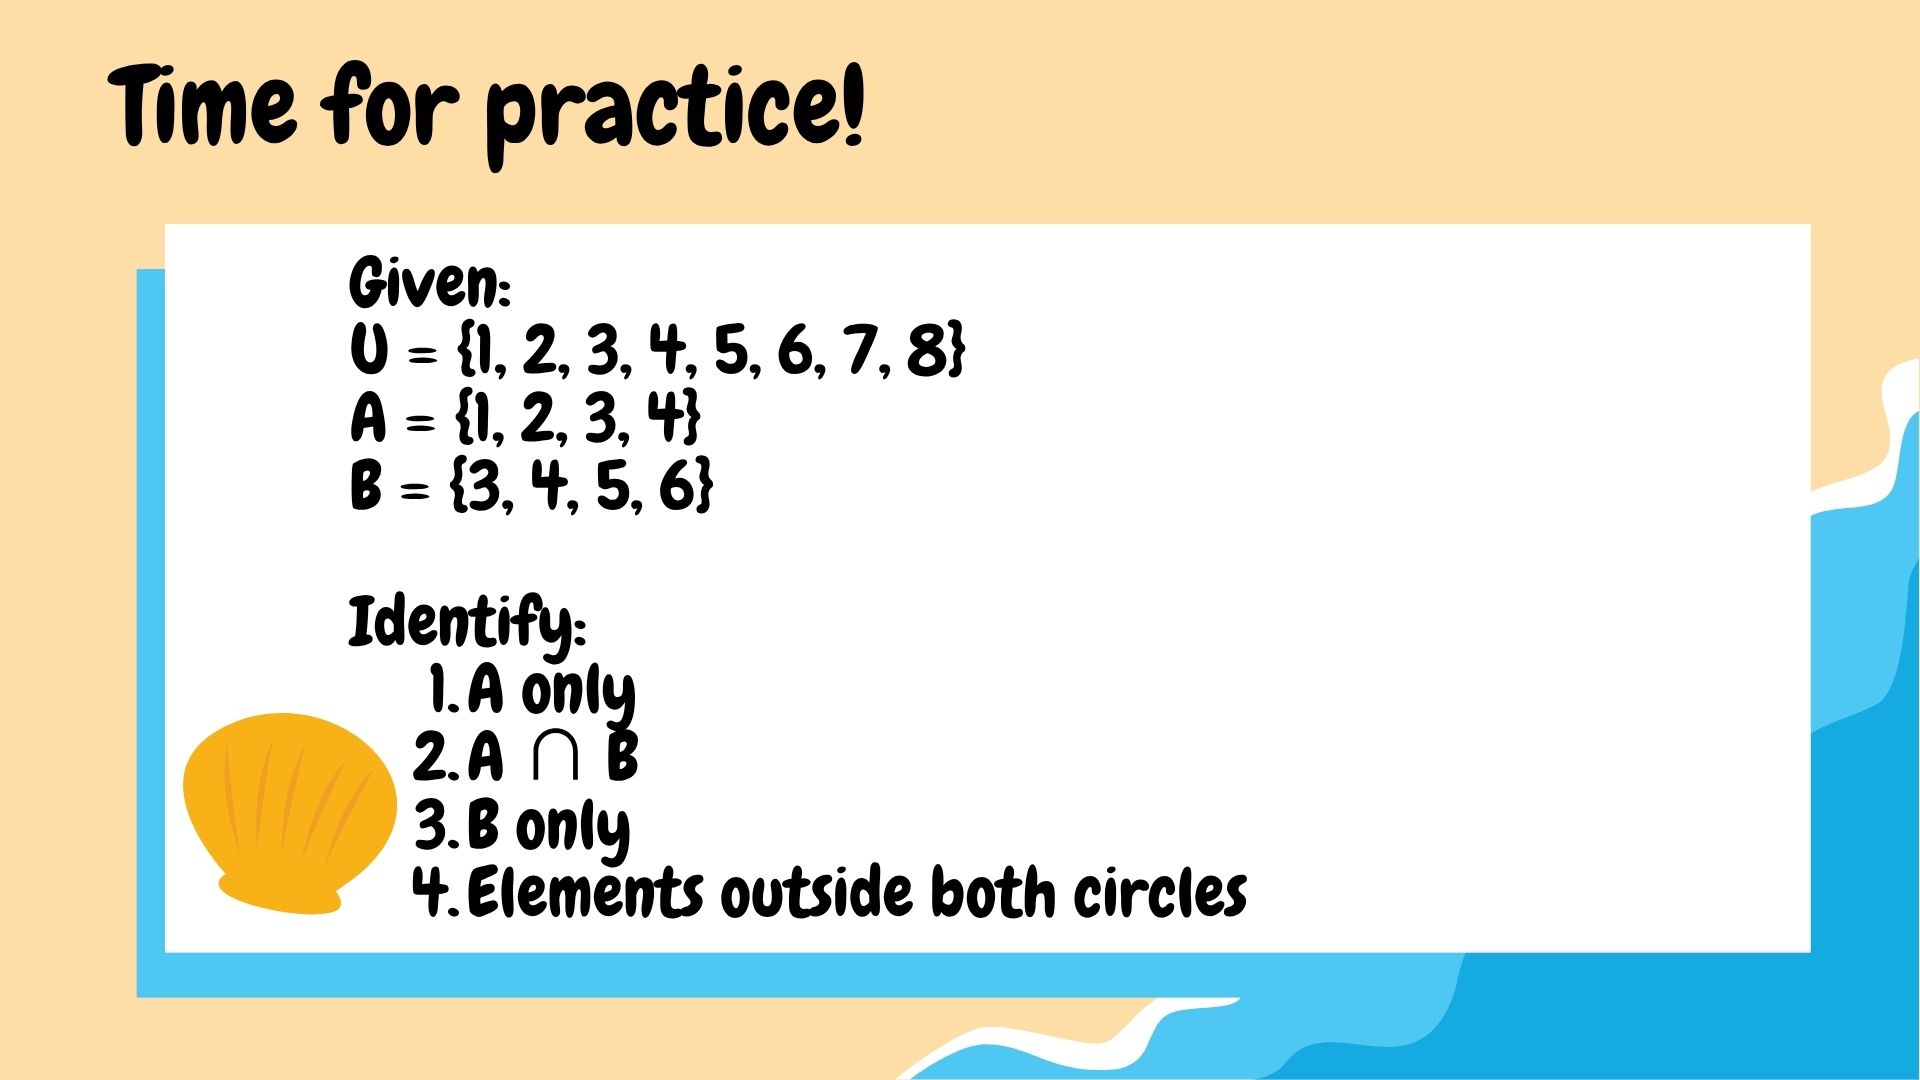 Time for practice!
Given:
U = {1, 2, 3, 4, 5, 6, 7, 8}
A = {1, 2, 3, 4}
B = {3, 4, 5, 6}
Identify:
1. A only
2. A ∩ B
3. B only
4. Elements outside both circles